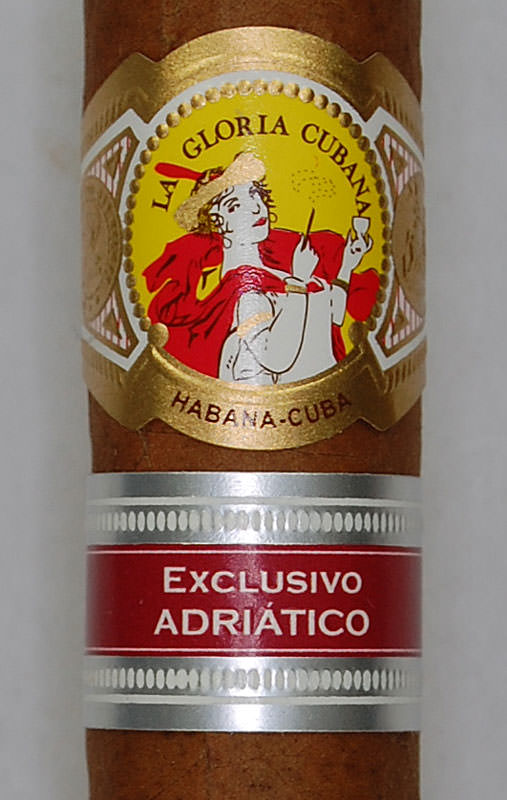 LA GLORIA CUBANA
HABANA-CUBA
EXCLUSIVO
ADRIÁTICO